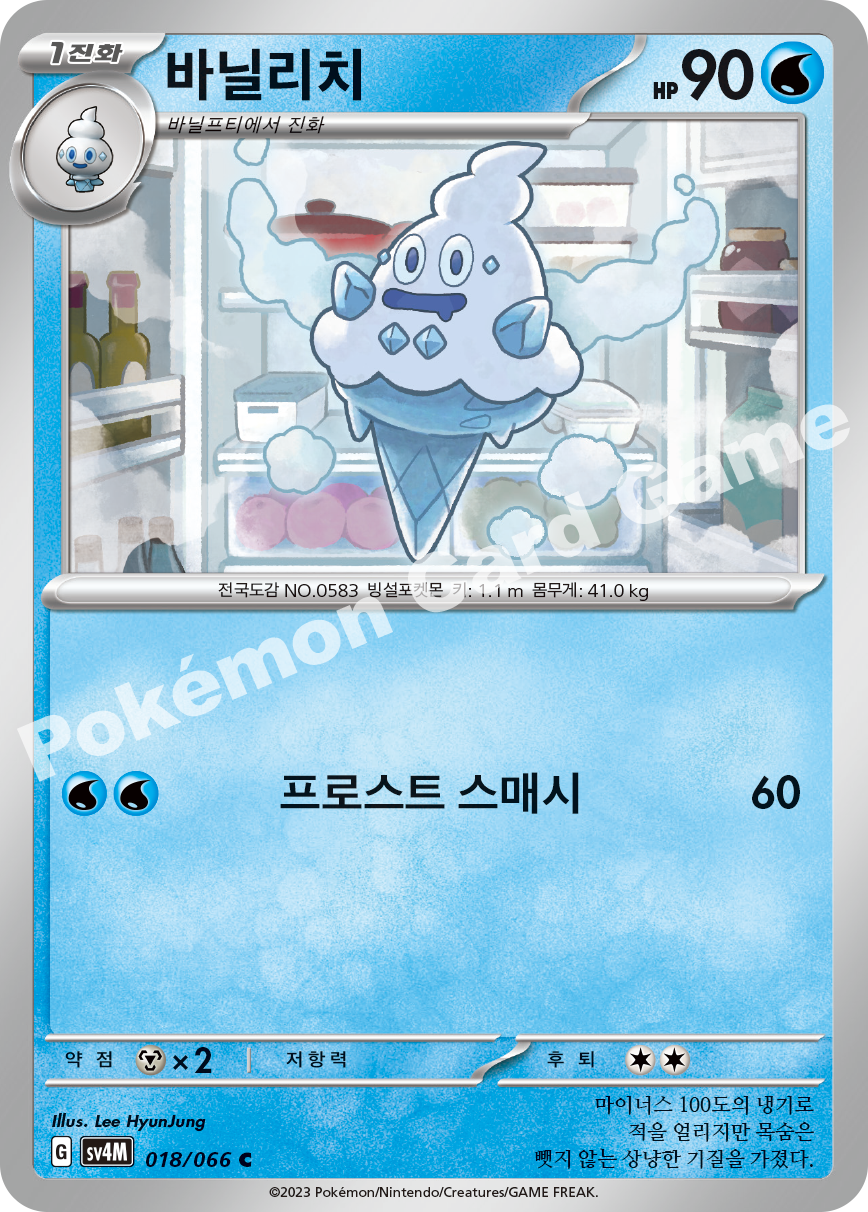 1진화
바닐리치
HP 90
바닐프티에서 진화
전국도감 NO.0583 빙설포켓몬 키: 1.1 m 몸무게: 41.0 kg
Pokémon Card Game
프로스트 스매시 60
약점 ×2 저항력 후퇴
Illus. Lee HyunJung
G sv4M 018/066 C
마이너스 100도의 냉기로
적을 얼리지만 목숨은
뺏지 않는 상냥한 기질을 가졌다.
©2023 Pokémon/Nintendo/Creatures/GAME FREAK.